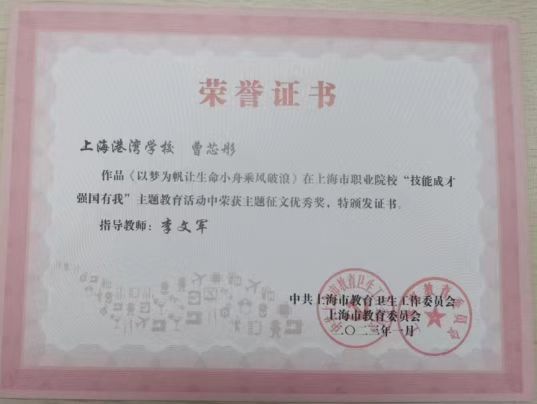 荣誉证书
上海港湾学校 曹芯彤
作品《以梦为帆让生命小舟乘风破浪》在上海市职业院校“技能成才
强国有我”主题教育活动中荣获主题征文优秀奖，特颁发证书。
指导教师：李文军
中共上海市教育卫生工作委员会
上海市教育委员会
二〇二三年一月